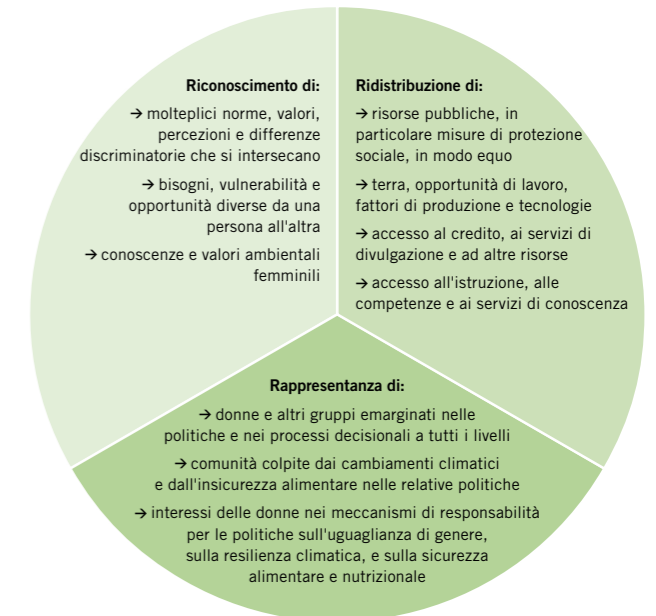 Riconoscimento di:
→ molteplici norme, valori,
percezioni e differenze
discriminatorie che si intersecano
→ bisogni, vulnerabilità e
opportunità diverse da una
persona all'altra
→ conoscenze e valori ambientali
femminili
Ridistribuzione di:
→ risorse pubbliche, in
particolare misure di protezione
sociale, in modo equo
→ terra, opportunità di lavoro,
fattori di produzione e tecnologie
→ accesso al credito, ai servizi di
divulgazione e ad altre risorse
→ accesso all'istruzione, alle
competenze e ai servizi di conoscenza
Rappresentanza di:
→ donne e altri gruppi emarginati nelle
politiche e nei processi decisionali a tutti i livelli
→ comunità colpite dai cambiamenti climatici
e dall'insicurezza alimentare nelle relative politiche
→ interessi delle donne nei meccanismi di responsabilità
per le politiche sull'uguaglianza di genere,
sulla resilienza climatica, e sulla sicurezza
alimentare e nutrizionale